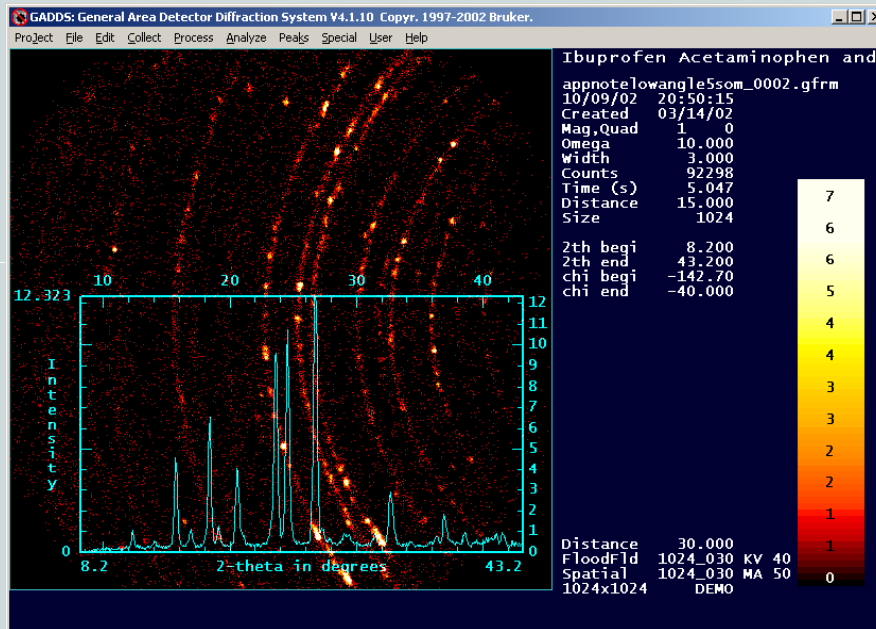 GADDS: General Area Detector Diffraction System V4.1.10 Copyr. 1997-2002 Bruker.
Project File Edit Collect Process Analyze Peaks Special User Help
Ibuprofen Acetaminophen and
appnotelowangle5som_0002.gfrm
10/09/02 20:50:15
Created 03/14/02
Mag,Quad 1 0
Omega 10.000
Width 3.000
Counts 92298
Time (s) 5.047
Distance 15.000
Size 1024
2th begi 8.200
2th end 43.200
chi begi -142.70
chi end -40.000
10 20 30 40
12.323
12
11
10
9
8
7
6
5
4
3
2
1
0
Intensity
0
8.2 2-theta in degrees 43.2
7
6
6
5
4
4
3
3
2
2
1
1
0
Distance 30.000
FloodFld 1024_030 KV 40
Spatial 1024_030 MA 50
1024x1024 DEMO